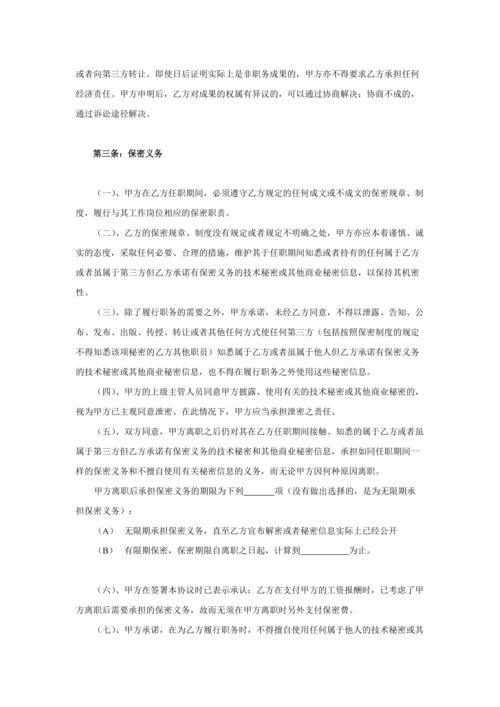 或者向第三方转让。即使日后证明实际上是非职务成果的，甲方亦不得要求乙方承担任何
经济责任。甲方申明后，乙方对成果的权属有异议的，可以通过协商解决；协商不成的，
通过诉讼途径解决。
第三条：保密义务
（一）、甲方在乙方任职期间，必须遵守乙方规定的任何成文或不成文的保密规章、制
度，履行与其工作岗位相应的保密职责。
（二）、乙方的保密规章、制度没有规定或者规定不明确之处，甲方亦应本着谨慎、诚
实的态度，采取任何必要、合理的措施，维护其于任职期间知悉或者持有的任何属于乙方
或者虽属于第三方但乙方承诺有保密义务的技术秘密或其他商业秘密信息，以保持其机密
性。
（三）、除了履行职务的需要之外，甲方承诺，未经乙方同意，不得以泄露、告知、公
布、发布、出版、传授、转让或者其他任何方式使任何第三方（包括按照保密制度的规定
不得知悉该项秘密的乙方其他职员）知悉属于乙方或者虽属于他人但乙方承诺有保密义务
的技术秘密或其他商业秘密信息，也不得在履行职务之外使用这些秘密信息。
（四）、甲方的上级主管人员同意甲方披露、使用有关的技术秘密或其他商业秘密的，
视为甲方已主观同意泄密。在此情况下，甲方应当承担泄密之责任。
（五）、双方同意，甲方离职之后仍对其在乙方任职期间接触、知悉的属于乙方或者虽
属于第三方但乙方承诺有保密义务的技术秘密和其他商业秘密信息，承担如同任职期间一
样的保密义务和不擅自使用有关秘密信息的义务，而无论甲方因何种原因离职。
甲方离职后承担保密义务的期限为下列______项（没有做出选择的，是为无限期承
担保密义务）：
（A） 无限期承担保密义务，直至乙方宣布解密或者秘密信息实际上已经公开
（B） 有限期保密，保密期限自离职之日起，计算到__________为止。
（六）、甲方在签署本协议时已表示承认：乙方在支付甲方的工资报酬时，已考虑了甲
方离职后需要承担的保密义务，故而无须在甲方离职时另外支付保密费。
（七）、甲方承诺，在为乙方履行职务时，不得擅自使用任何属于他人的技术秘密或其